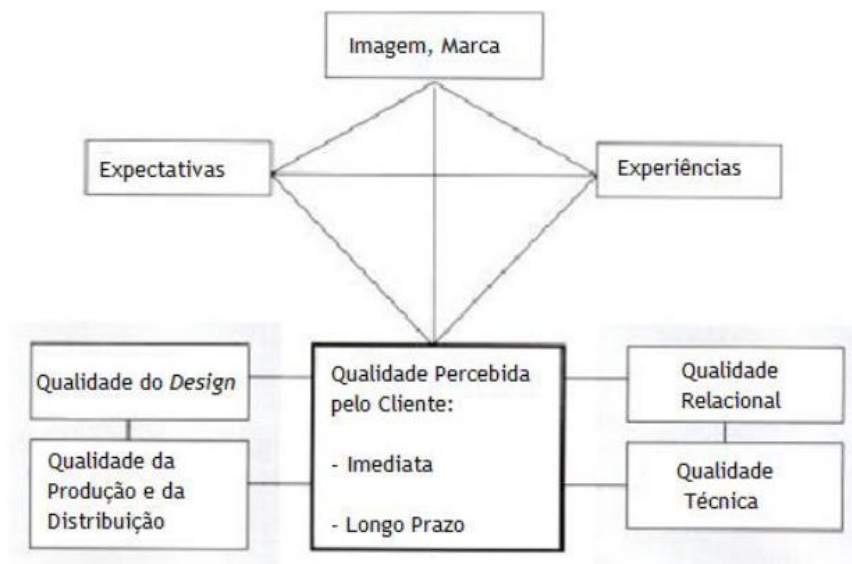 Imagem, Marca
Expectativas
Experiências
Qualidade do Design
Qualidade da
Produção e da
Distribuição
Qualidade Percebida
pelo Cliente:
- Imediata
- Longo Prazo
Qualidade
Relacional
Qualidade
Técnica